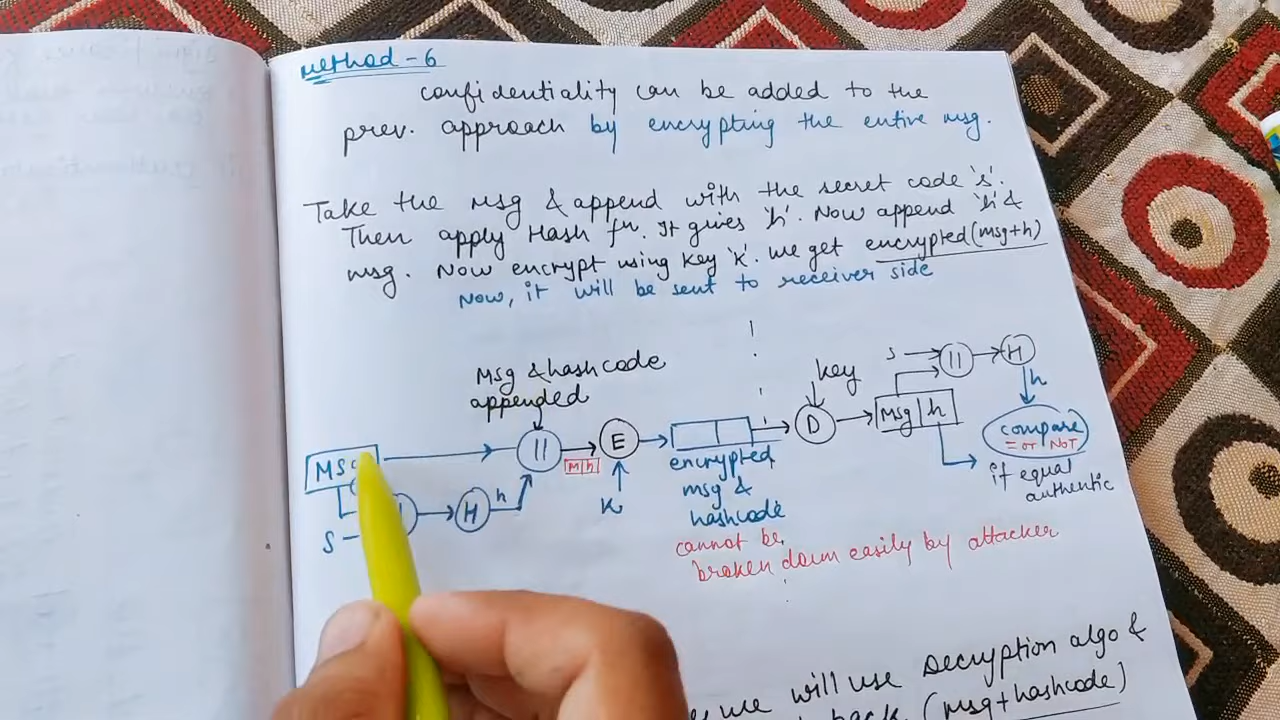 Method - 6
confidentiality can be added to the
prev. approach by encrypting the entire msg.
Take the msg & append with the secret code 's'.
Then apply Hash fn. It gives 'h'. Now append 'h' &
msg. Now encrypt using key 'k'. We get encrypted(msg+h)
Now, it will be sent to receiver side
Msg & hashcode
appended
key
S
||
H
h
Msg | h
D
compare
= or NOT
if equal
authentic
MSG
||
E
M|h
K
encrypted
msg &
hashcode
S
H
h
cannot be
broken down easily by attacker
we will use Decryption algo &
back (msg+hashcode)